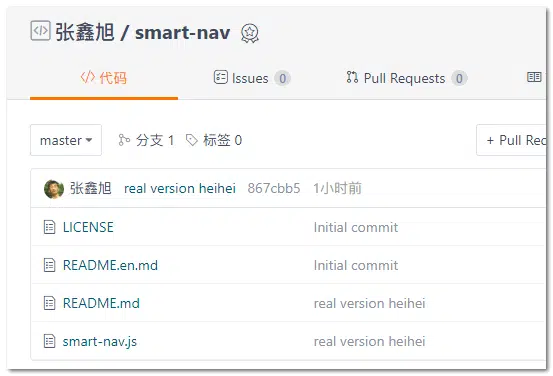 张鑫旭 / smart-nav
代码 Issues 0 Pull Requests 0
master 分支 1 标签 0 + Pull Req
张鑫旭 real version heihei 867cbb5 1小时前
LICENSE Initial commit
README.en.md Initial commit
README.md real version heihei
smart-nav.js real version heihei